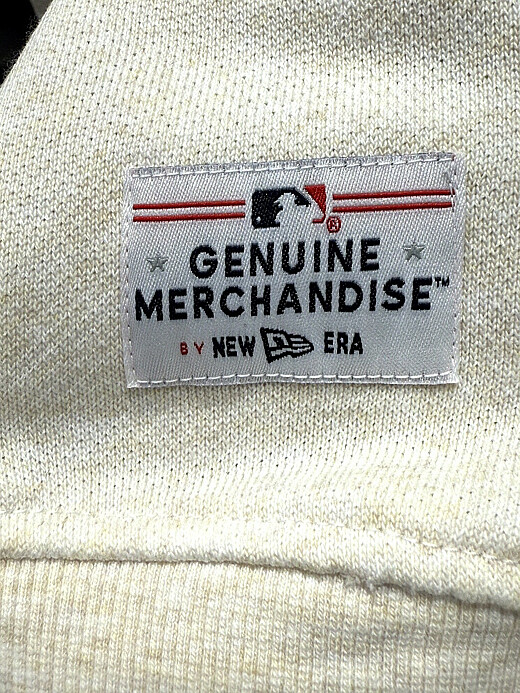 ®
GENUINE
MERCHANDISE™
BY NEW ERA